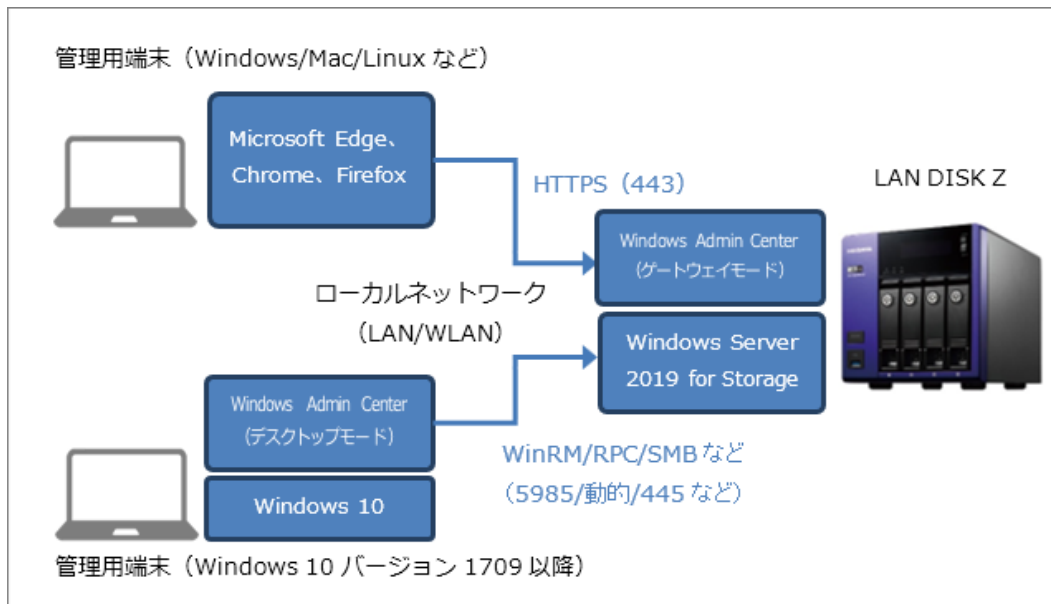 管理用端末（Windows/Mac/Linux など）
Microsoft Edge、
Chrome、Firefox
HTTPS（443）
LAN DISK Z
Windows Admin Center
（ゲートウェイモード）
ローカルネットワーク
（LAN/WLAN）
Windows Server
2019 for Storage
Windows Admin Center
（デスクトップモード）
WinRM/RPC/SMB など
（5985/動的/445 など）
Windows 10
管理用端末（Windows 10 バージョン 1709 以降）